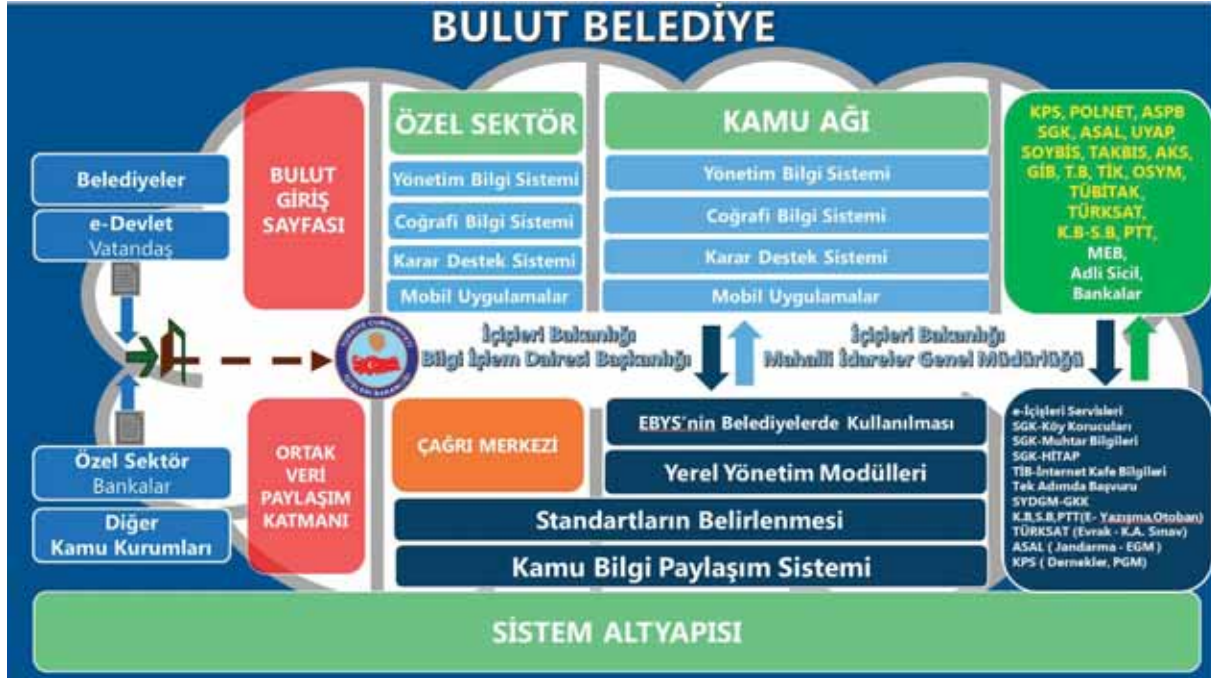 BULUT BELEDİYE
Belediyeler
e-Devlet
Vatandaş
BULUT
GİRİŞ
SAYFASI
ÖZEL SEKTÖR
Yönetim Bilgi Sistemi
Coğrafi Bilgi Sistemi
Karar Destek Sistemi
Mobil Uygulamalar
KAMU AĞI
Yönetim Bilgi Sistemi
Coğrafi Bilgi Sistemi
Karar Destek Sistemi
Mobil Uygulamalar
KPS, POLNET, ASPB
SGK, ASAL, UYAP,
SOYBİS, TAKBIS, AKS,
GİB, T.B, TİK, OSYM,
TÜBİTAK,
TÜRKSAT,
K.B-S.B, PTT,
MEB,
Adli Sicil,
Bankalar
İçişleri Bakanlığı
Bilgi İşlem Dairesi Başkanlığı
İçişleri Bakanlığı
Mahalli İdareler Genel Müdürlüğü
Özel Sektör
Bankalar
Diğer
Kamu Kurumları
ORTAK
VERİ
PAYLAŞIM
KATMANI
ÇAĞRI MERKEZİ
EBYS'nin Belediyelerde Kullanılması
Yerel Yönetim Modülleri
Standartların Belirlenmesi
Kamu Bilgi Paylaşım Sistemi
e-İçişleri Servisleri
SGK-Köy Korucuları
SGK-Muhtar Bilgileri
SGK-HİTAP
TİB-İnternet Kafe Bilgileri
Tek Adımda Başvuru
SYDGM-GKK
K.B,S.B,PTT(E- Yazışma,Otoban)
TÜRKSAT (Evrak - K.A. Sınav)
ASAL ( Jandarma - EGM )
KPS ( Dernekler, PGM)
SİSTEM ALTYAPISI